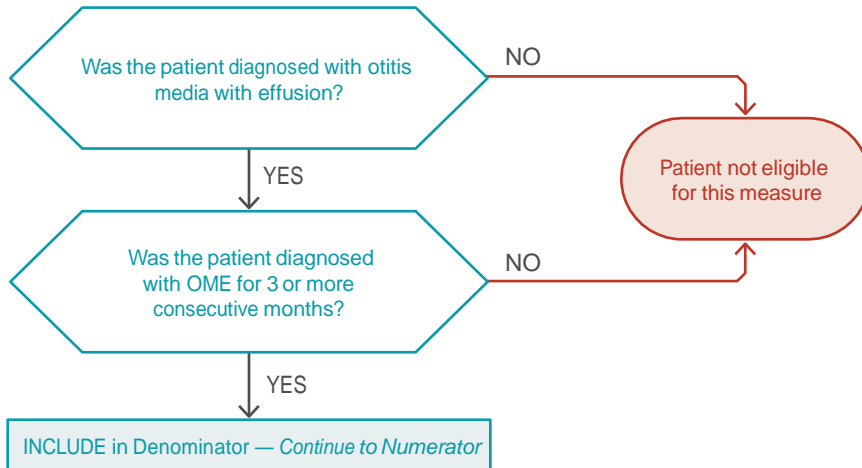 Was the patient diagnosed with otitis
media with effusion?
NO
Patient not eligible
for this measure
YES
Was the patient diagnosed
with OME for 3 or more
consecutive months?
NO
YES
INCLUDE in Denominator — Continue to Numerator